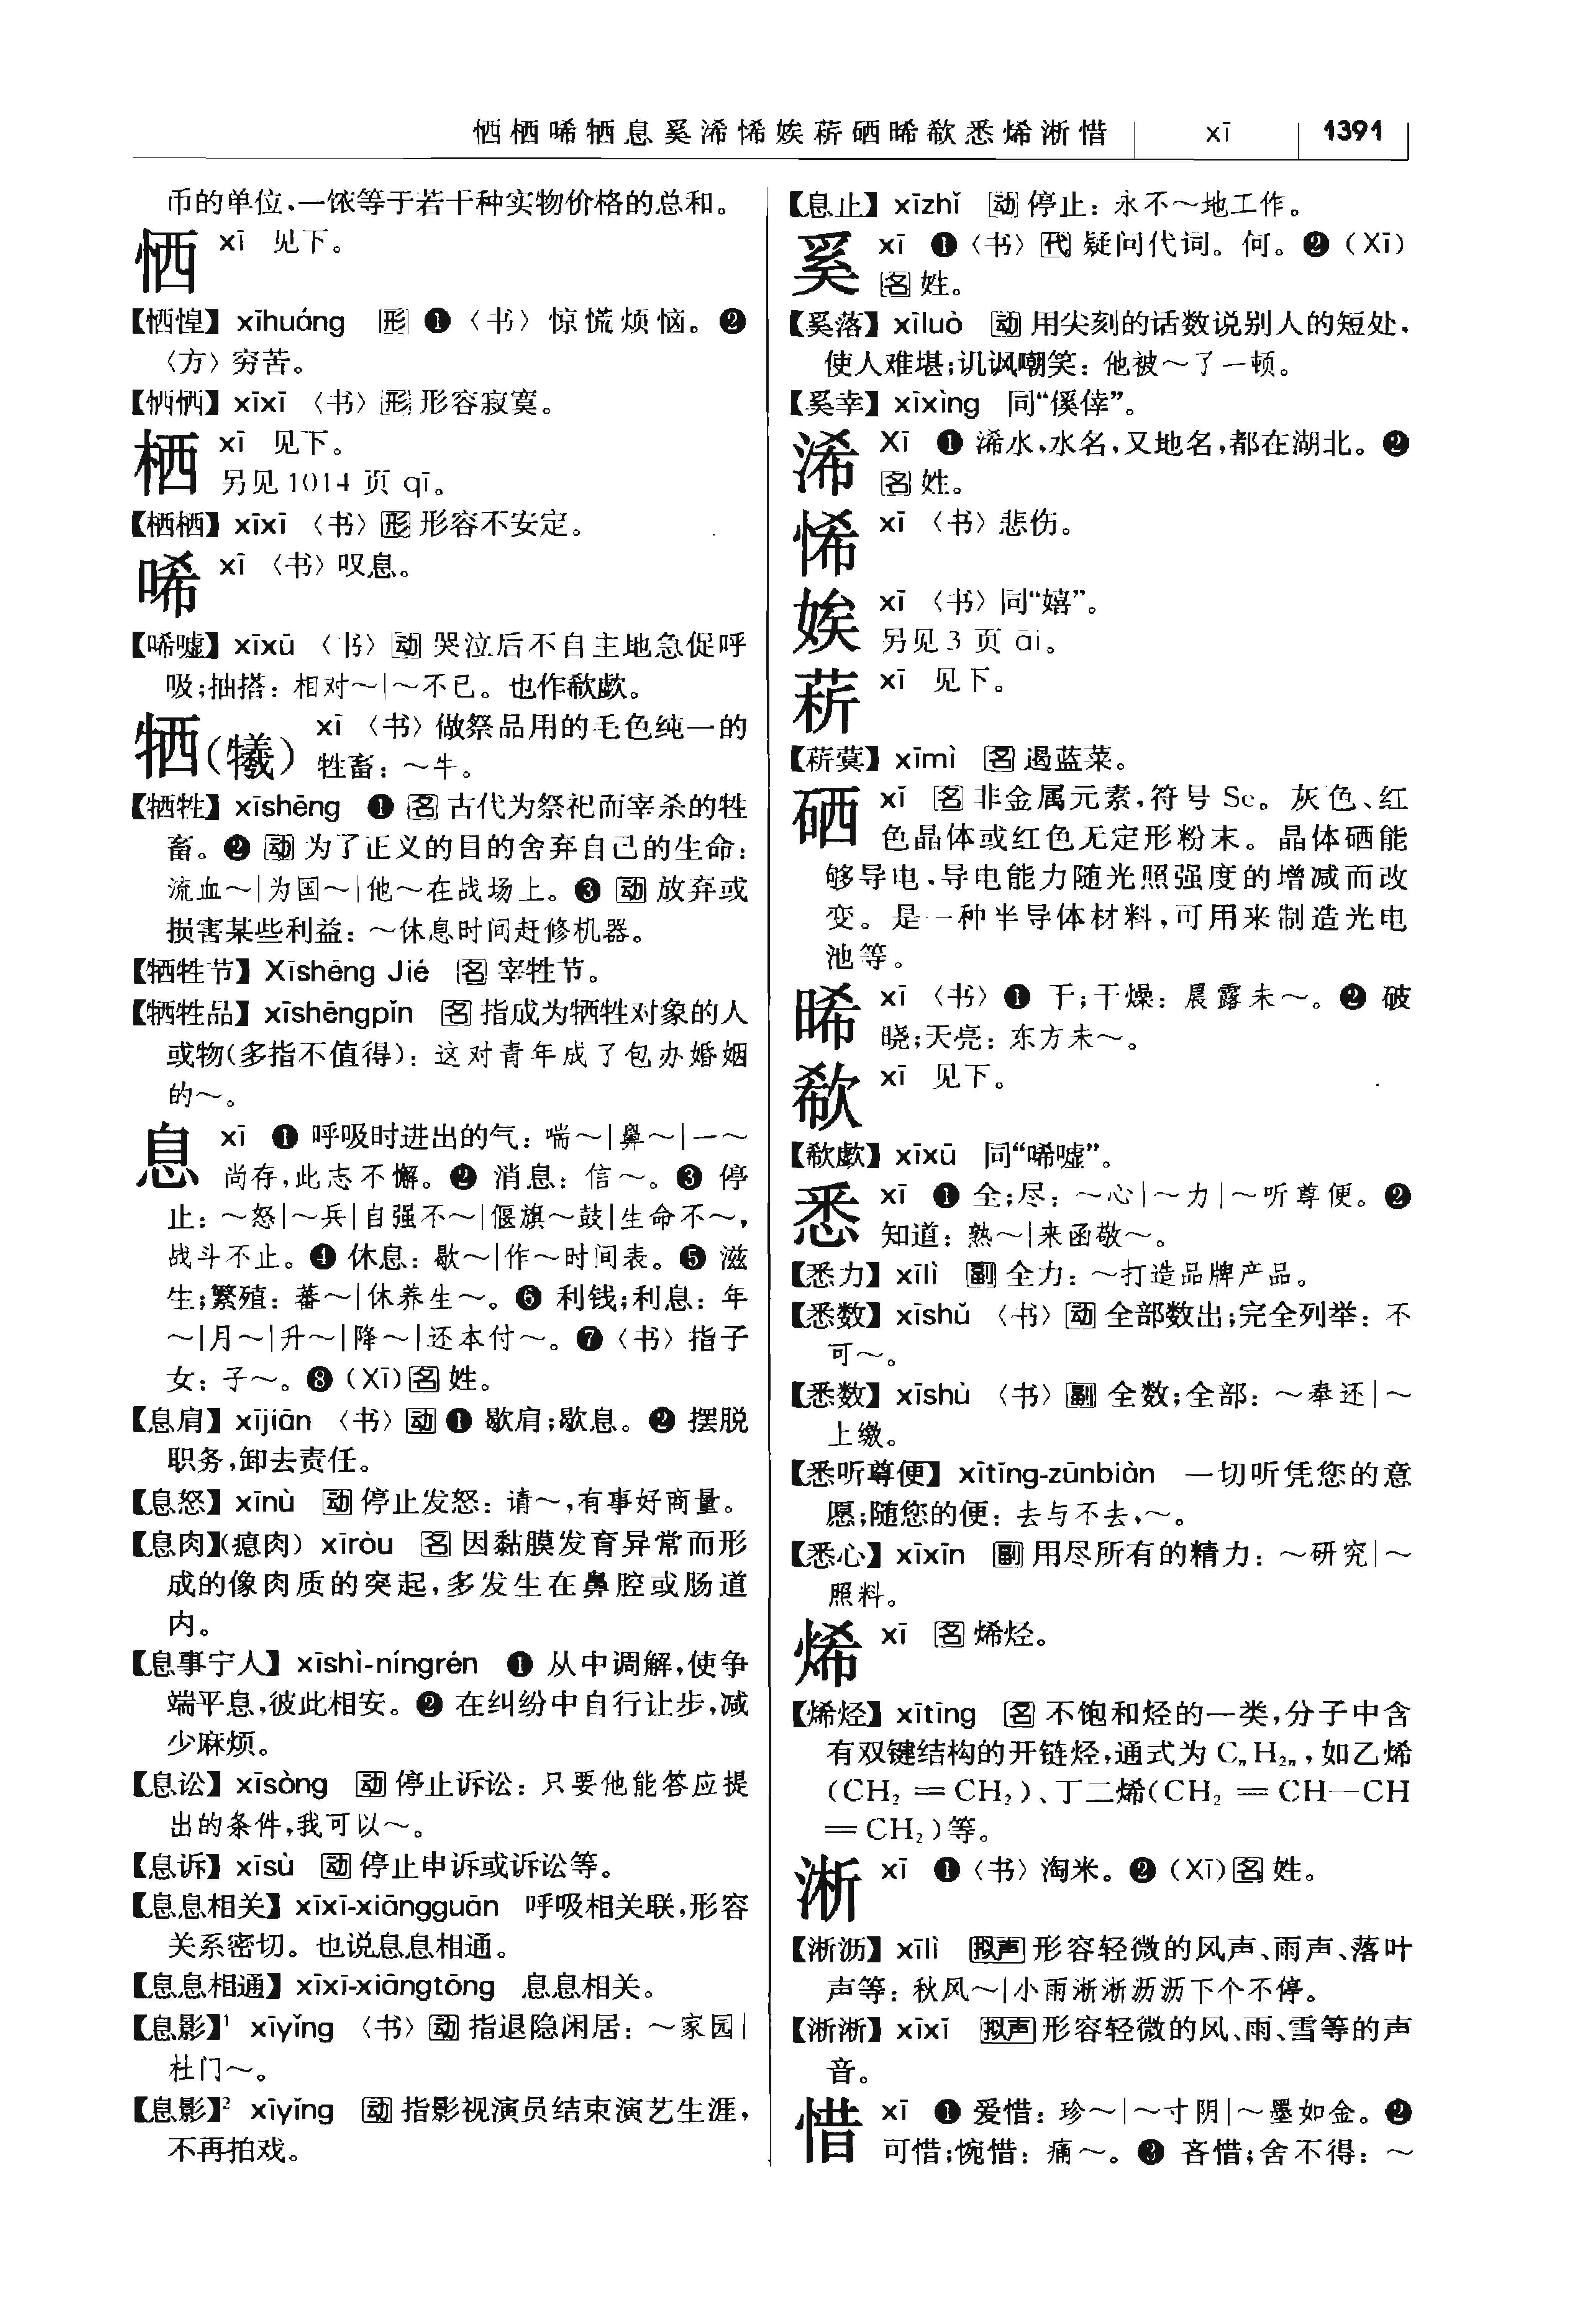 恓栖唏牺息奚浠悕娭菥硒晞欷悉烯淅惜 xī 1391
币的单位,一侬等于若干种实物价格的总和。
恓 xī 见下。
【恓惶】xīhuáng 形 ❶〈书〉惊慌烦恼。❷
〈方〉穷苦。
【恓恓】xīxī 〈书〉形 形容寂寞。
栖 xī 见下。
另见1014 页 qī。
【栖栖】xīxī 〈书〉形 形容不安定。
唏 xī 〈书〉叹息。
【唏嘘】xīxū 〈书〉动 哭泣后不自主地急促呼
吸;抽搭:相对～|～不已。也作欷歔。
牺(犧) xī 〈书〉做祭品用的毛色纯一的
牲畜:～牛。
【牺牲】xīshēng ❶ 名 古代为祭祀而宰杀的牲
畜。❷ 动 为了正义的目的舍弃自己的生命:
流血～|为国～|他～在战场上。❸ 动 放弃或
损害某些利益:～休息时间赶修机器。
【牺牲节】Xīshēng Jié 名 宰牲节。
【牺牲品】xīshēngpǐn 名 指成为牺牲对象的人
或物(多指不值得):这对青年成了包办婚姻
的～。
息 xī ❶ 呼吸时进出的气:喘～|鼻～|一～
尚存,此志不懈。❷ 消息:信～。❸ 停
止:～怒|～兵|自强不～|偃旗～鼓|生命不～,
战斗不止。❹ 休息:歇～|作～时间表。❺ 滋
生;繁殖:蕃～|休养生～。❻ 利钱;利息:年
～|月～|升～|降～|还本付～。❼〈书〉指子
女:子～。❽(Xī)名 姓。
【息肩】xījiān 〈书〉动 ❶ 歇肩;歇息。❷ 摆脱
职务,卸去责任。
【息怒】xīnù 动 停止发怒:请～,有事好商量。
【息肉】(瘜肉) xīròu 名 因黏膜发育异常而形
成的像肉质的突起,多发生在鼻腔或肠道
内。
【息事宁人】xīshì-níngrén ❶ 从中调解,使争
端平息,彼此相安。❷ 在纠纷中自行让步,减
少麻烦。
【息讼】xīsòng 动 停止诉讼:只要他能答应提
出的条件,我可以～。
【息诉】xīsù 动 停止申诉或诉讼等。
【息息相关】xīxī-xiāngguān 呼吸相关联,形容
关系密切。也说息息相通。
【息息相通】xīxī-xiāngtōng 息息相关。
【息影】¹ xīyǐng 〈书〉动 指退隐闲居:～家园|
杜门～。
【息影】² xīyǐng 动 指影视演员结束演艺生涯,
不再拍戏。
【息止】xīzhǐ 动 停止:永不～地工作。
奚 xī ❶〈书〉代 疑问代词。何。❷(Xī)
名 姓。
【奚落】xīluò 动 用尖刻的话数说别人的短处,
使人难堪;讥讽嘲笑:他被～了一顿。
【奚幸】xīxìng 同“傒倖”。
浠 Xī ❶ 浠水,水名,又地名,都在湖北。❷
名 姓。
悕 xī 〈书〉悲伤。
娭 xī 〈书〉同“嬉”。
另见 3 页 āi。
菥 xī 见下。
【菥蓂】xīmì 名 遏蓝菜。
硒 xī 名 非金属元素,符号 Se。灰色、红
色晶体或红色无定形粉末。晶体硒能
够导电,导电能力随光照强度的增减而改
变。是一种半导体材料,可用来制造光电
池等。
晞 xī 〈书〉❶ 干;干燥:晨露未～。❷ 破
晓;天亮:东方未～。
欷 xī 见下。
【欷歔】xīxū 同“唏嘘”。
悉 xī ❶ 全;尽:～心|～力|～听尊便。❷
知道:熟～|来函敬～。
【悉力】xīlì 副 全力:～打造品牌产品。
【悉数】xīshǔ 〈书〉动 全部数出;完全列举:不
可～。
【悉数】xīshù 〈书〉副 全数;全部:～奉还|～
上缴。
【悉听尊便】xītīng-zūnbiàn 一切听凭您的意
愿;随您的便:去与不去,～。
【悉心】xīxīn 副 用尽所有的精力:～研究|～
照料。
烯 xī 名 烯烃。
【烯烃】xītīng 名 不饱和烃的一类,分子中含
有双键结构的开链烃,通式为 CₙH₂ₙ,如乙烯
(CH₂═CH₂)、丁二烯(CH₂═CH—CH
═CH₂)等。
淅 xī ❶〈书〉淘米。❷(Xī)名 姓。
【淅沥】xīlì 拟声 形容轻微的风声、雨声、落叶
声等:秋风～|小雨淅淅沥沥下个不停。
【淅淅】xīxī 拟声 形容轻微的风、雨、雪等的声
音。
惜 xī ❶ 爱惜:珍～|～寸阴|～墨如金。❷
可惜;惋惜:痛～。❸ 吝惜;舍不得:～